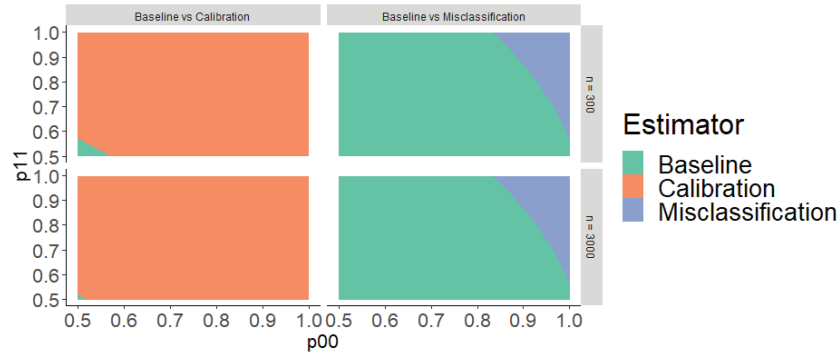 Baseline vs Calibration
Baseline vs Misclassification
1.0
0.9
0.8
0.7
0.6
0.5
n = 300
1.0
0.9
0.8
0.7
0.6
0.5
n = 3000
p11
0.5 0.6 0.7 0.8 0.9 1.0
0.5 0.6 0.7 0.8 0.9 1.0
p00
Estimator
Baseline
Calibration
Misclassification